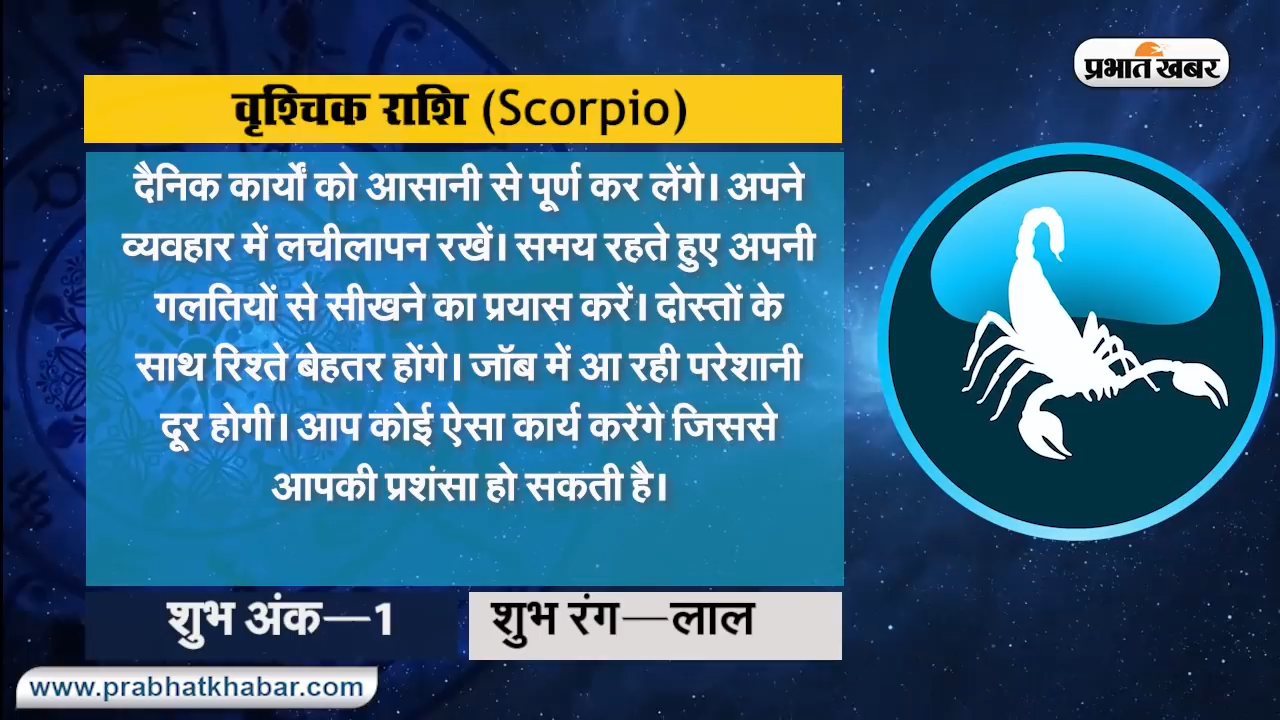 प्रभात खबर
वृश्चिक राशि (Scorpio)
दैनिक कार्यों को आसानी से पूर्ण कर लेंगे। अपने
व्यवहार में लचीलापन रखें। समय रहते हुए अपनी
गलतियों से सीखने का प्रयास करें। दोस्तों के
साथ रिश्ते बेहतर होंगे। जॉब में आ रही परेशानी
दूर होगी। आप कोई ऐसा कार्य करेंगे जिससे
आपकी प्रशंसा हो सकती है।
शुभ अंक—1
शुभ रंग—लाल
www.prabhatkhabar.com